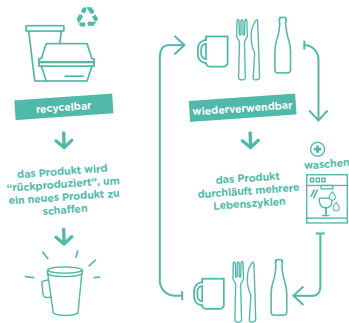 recycelbar
das Produkt wird
“rückproduziert”, um
ein neues Produkt zu
schaffen
wiederverwendbar
das Produkt
durchläuft mehrere
Lebenszyklen
waschen